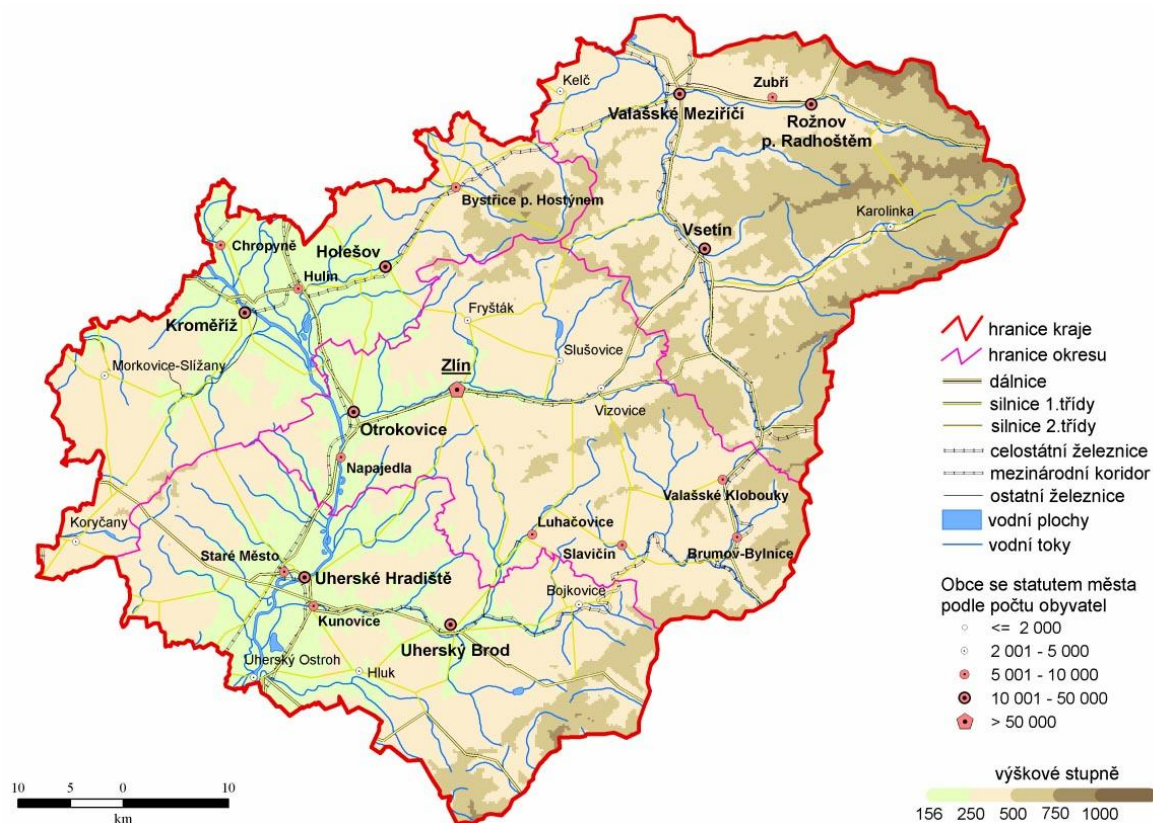 Kelč
Zubří
Valašské Meziříčí
Rožnov
p. Radhoštěm
Bystřice p. Hostýnem
Karolinka
Vsetín
Chropyně
Holešov
Hulín
Kroměříž
Fryšták
Slušovice
Morkovice-Slížany
Zlín
Vizovice
Otrokovice
Napajedla
Valašské Klobouky
Koryčany
Luhačovice
Slavičín
Brumov-Bylnice
Staré Město
Uherské Hradiště
Bojkovice
Kunovice
Uherský Brod
Uherský Ostroh
Hluk
hranice kraje
hranice okresu
dálnice
silnice 1.třídy
silnice 2.třídy
celostátní železnice
mezinárodní koridor
ostatní železnice
vodní plochy
vodní toky
Obce se statutem města
podle počtu obyvatel
<= 2 000
2 001 - 5 000
5 001 - 10 000
10 001 - 50 000
> 50 000
výškové stupně
156 250 500 750 1000
10 5 0 10
km